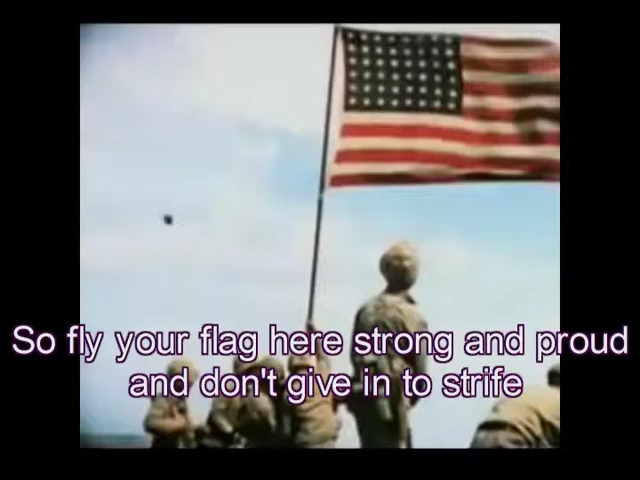 So fly your flag here strong and proud
and don't give in to strife